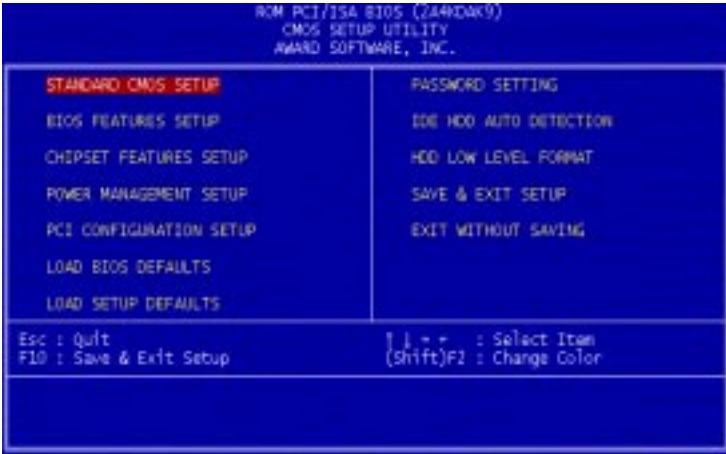 ROM PCI/ISA BIOS (2A4KDAK9)
CMOS SETUP UTILITY
AWARD SOFTWARE, INC.
STANDARD CMOS SETUP
BIOS FEATURES SETUP
CHIPSET FEATURES SETUP
POWER MANAGEMENT SETUP
PCI CONFIGURATION SETUP
LOAD BIOS DEFAULTS
LOAD SETUP DEFAULTS
PASSWORD SETTING
IDE HDD AUTO DETECTION
HDD LOW LEVEL FORMAT
SAVE & EXIT SETUP
EXIT WITHOUT SAVING
Esc : Quit
F10 : Save & Exit Setup
↑ ↓ → ← : Select Item
(Shift)F2 : Change Color